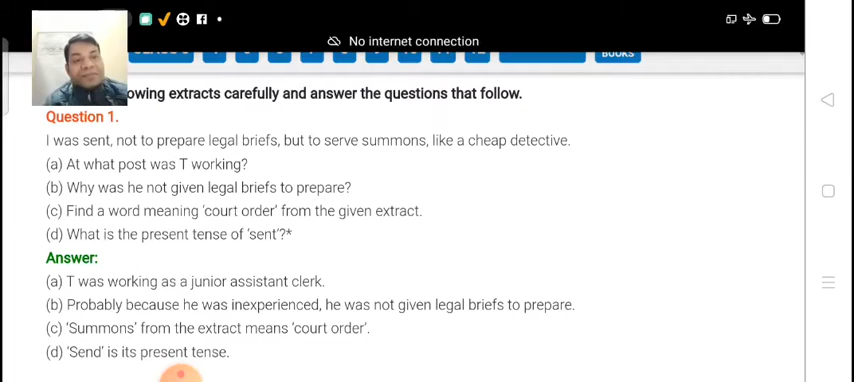 No internet connection
BOOKS
owing extracts carefully and answer the questions that follow.
Question 1.
I was sent, not to prepare legal briefs, but to serve summons, like a cheap detective.
(a) At what post was T working?
(b) Why was he not given legal briefs to prepare?
(c) Find a word meaning ‘court order’ from the given extract.
(d) What is the present tense of ‘sent’?*
Answer:
(a) T was working as a junior assistant clerk.
(b) Probably because he was inexperienced, he was not given legal briefs to prepare.
(c) ‘Summons’ from the extract means ‘court order’.
(d) ‘Send’ is its present tense.